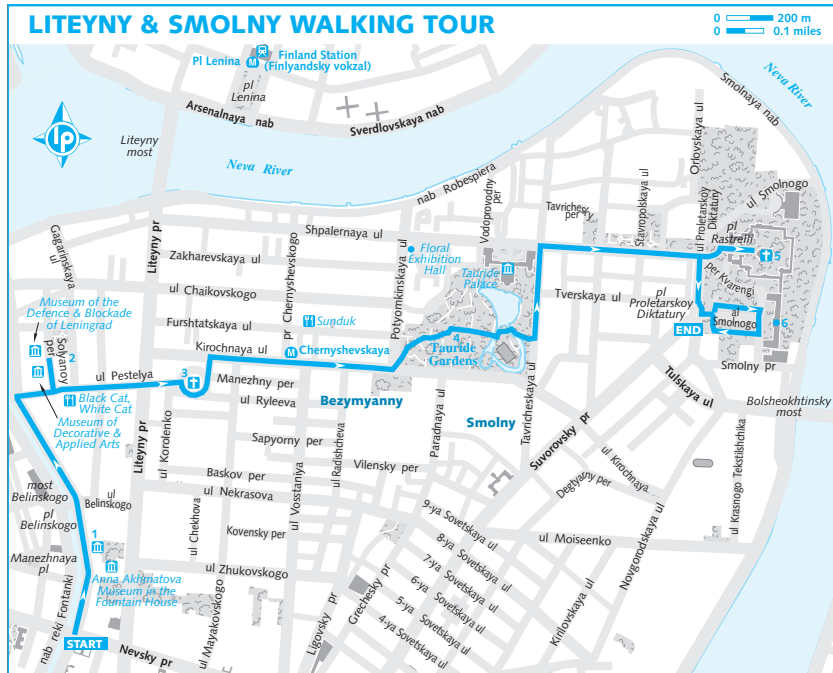 LITEYNY & SMOLNY WALKING TOUR
0 200 m
0 0.1 miles
Pl Lenina
M
Finland Station
(Finlyandsky vokzal)
pl
Lenina
Arsenalnaya nab
Sverdlovskaya nab
Smolnaya nab
Neva River
lp
Liteyny
most
Neva River
nab Robespiera
Orlovskaya ul
ul Smolnogo
Gagarinskaya
ul
Liteyny pr
Shpalernaya ul
Zakharevskaya ul
pr Chernyshevskogo
Potyomkinskaya ul
Floral
Exhibition
Hall
Vodoprovodny
per
Tavrichesky
per
Stavropolskaya ul
ul Proletarskoy
Diktatury
pl
Rastrelli
5
Tauride
Palace
ul Chaikovskogo
Tverskaya ul
pl
Proletarskoy
Diktatury
per Kvarengi
Museum of the
Defence & Blockade
of Leningrad
Furshtatskaya ul
Sunduk
Kirochnaya ul
M Chernyshevskaya
4
Tauride
Gardens
END
al
Smolnogo
6
Smolny pr
Solyanoy
per
2
ul Pestelya
3
Manezhny per
ul Ryleeva
Bezymyanny
Smolny
Tavricheskaya ul
Tulskaya ul
Bolsheokhtinsky
most
Black Cat,
White Cat
Museum of
Decorative &
Applied Arts
Liteyny pr
ul Korolenko
Sapyorny per
ul Radishcheva
Paradnaya ul
Suvorovsky pr
ul Kirochnaya
Degtyarny per
ul Krasnogo Tekstilshchika
Baskov per
Vilensky per
most
Belinskogo
pl
Belinskogo
ul
Belinskogo
ul Nekrasova
ul Vosstaniya
ul Chekhova
Kovensky per
9-ya Sovetskaya ul
8-ya Sovetskaya ul
7-ya Sovetskaya ul
6-ya Sovetskaya ul
5-ya Sovetskaya ul
4-ya Sovetskaya ul
ul Moiseenko
Novgorodskaya ul
Kirillovskaya ul
Manezhnaya
pl
1
Anna Akhmatova
Museum in the
Fountain House
ul Zhukovskogo
ul Mayakovskogo
Ligovsky pr
Grechesky pr
nab reki Fontanki
START
Nevsky pr